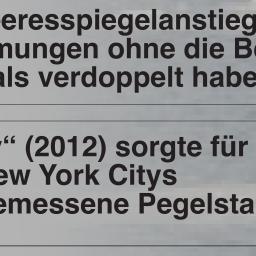 eresspiegelanstieg
mungen ohne die Be
als verdoppelt habe
“ (2012) sorgte für
ew York Citys
emessene Pegelsta